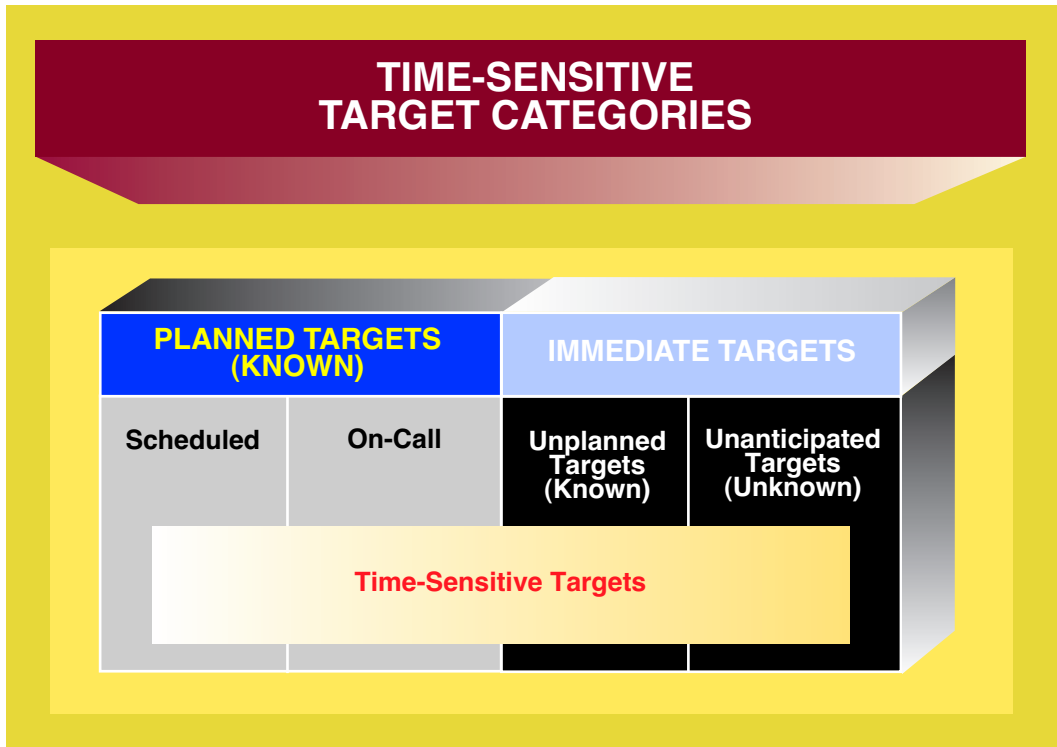 TIME-SENSITIVE
TARGET CATEGORIES
PLANNED TARGETS
(KNOWN)
IMMEDIATE TARGETS
Scheduled
On-Call
Unplanned
Targets
(Known)
Unanticipated
Targets
(Unknown)
Time-Sensitive Targets